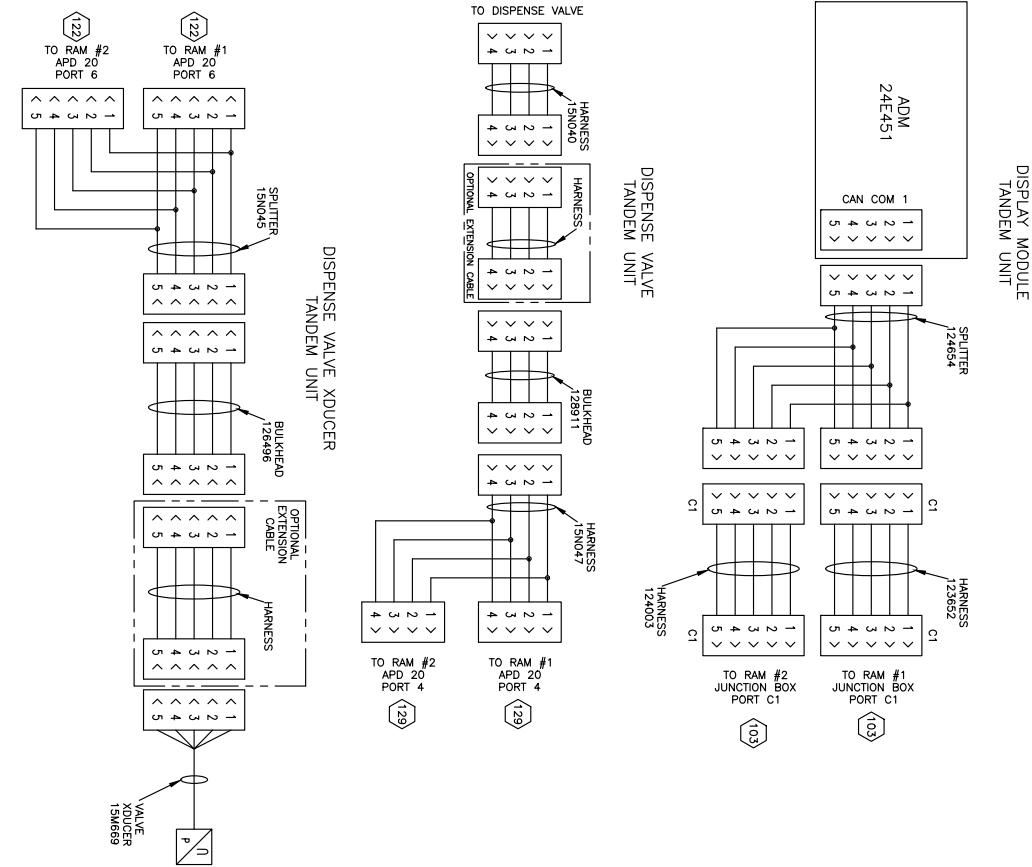 DISPLAY MODULE
TANDEM UNIT
ADM
24E451
CAN COM 1
5 4 3 2 1
5 4 3 2 1
SPLITTER
124654
5 4 3 2 1
5 4 3 2 1
C1
5 4 3 2 1
C1
5 4 3 2 1
HARNESS
124003
HARNESS
123652
C1
5 4 3 2 1
C1
5 4 3 2 1
TO RAM #2
JUNCTION BOX
PORT C1
103
TO RAM #1
JUNCTION BOX
PORT C1
103
DISPENSE VALVE
TANDEM UNIT
TO DISPENSE VALVE
4 3 2 1
HARNESS
15N040
4 3 2 1
OPTIONAL EXTENSION CABLE
4 3 2 1
HARNESS
4 3 2 1
4 3 2 1
BULKHEAD
128911
4 3 2 1
4 3 2 1
HARNESS
15N047
4 3 2 1
4 3 2 1
TO RAM #2
APD 20
PORT 4
129
TO RAM #1
APD 20
PORT 4
129
DISPENSE VALVE XDUCER
TANDEM UNIT
122
TO RAM #2
APD 20
PORT 6
122
TO RAM #1
APD 20
PORT 6
5 4 3 2 1
5 4 3 2 1
SPLITTER
15N045
5 4 3 2 1
5 4 3 2 1
BULKHEAD
126496
5 4 3 2 1
OPTIONAL
EXTENSION
CABLE
5 4 3 2 1
HARNESS
5 4 3 2 1
5 4 3 2 1
VALVE
XDUCER
15M669
P
U